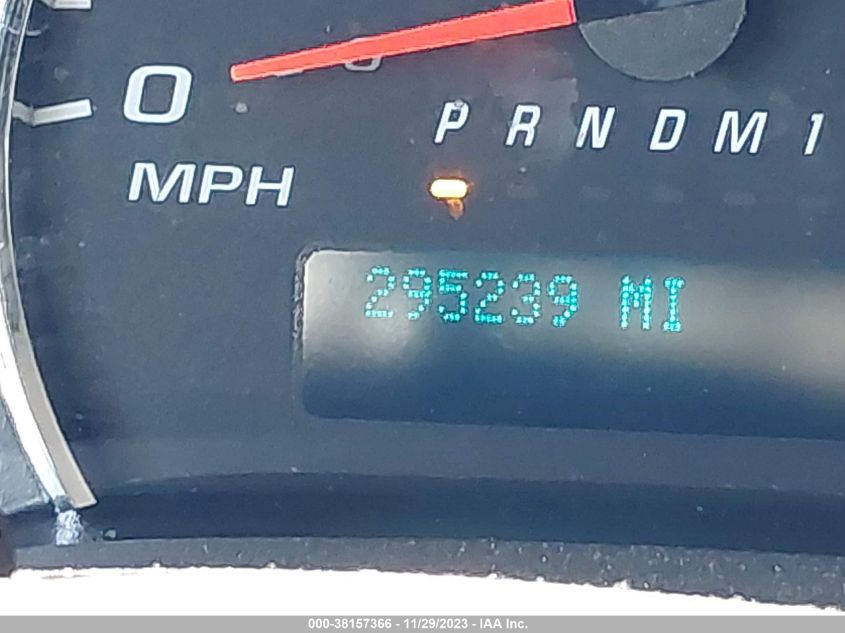 0
P R N D M 1
MPH
295239 MI
000-38157366 - 11/29/2023 - IAA Inc.